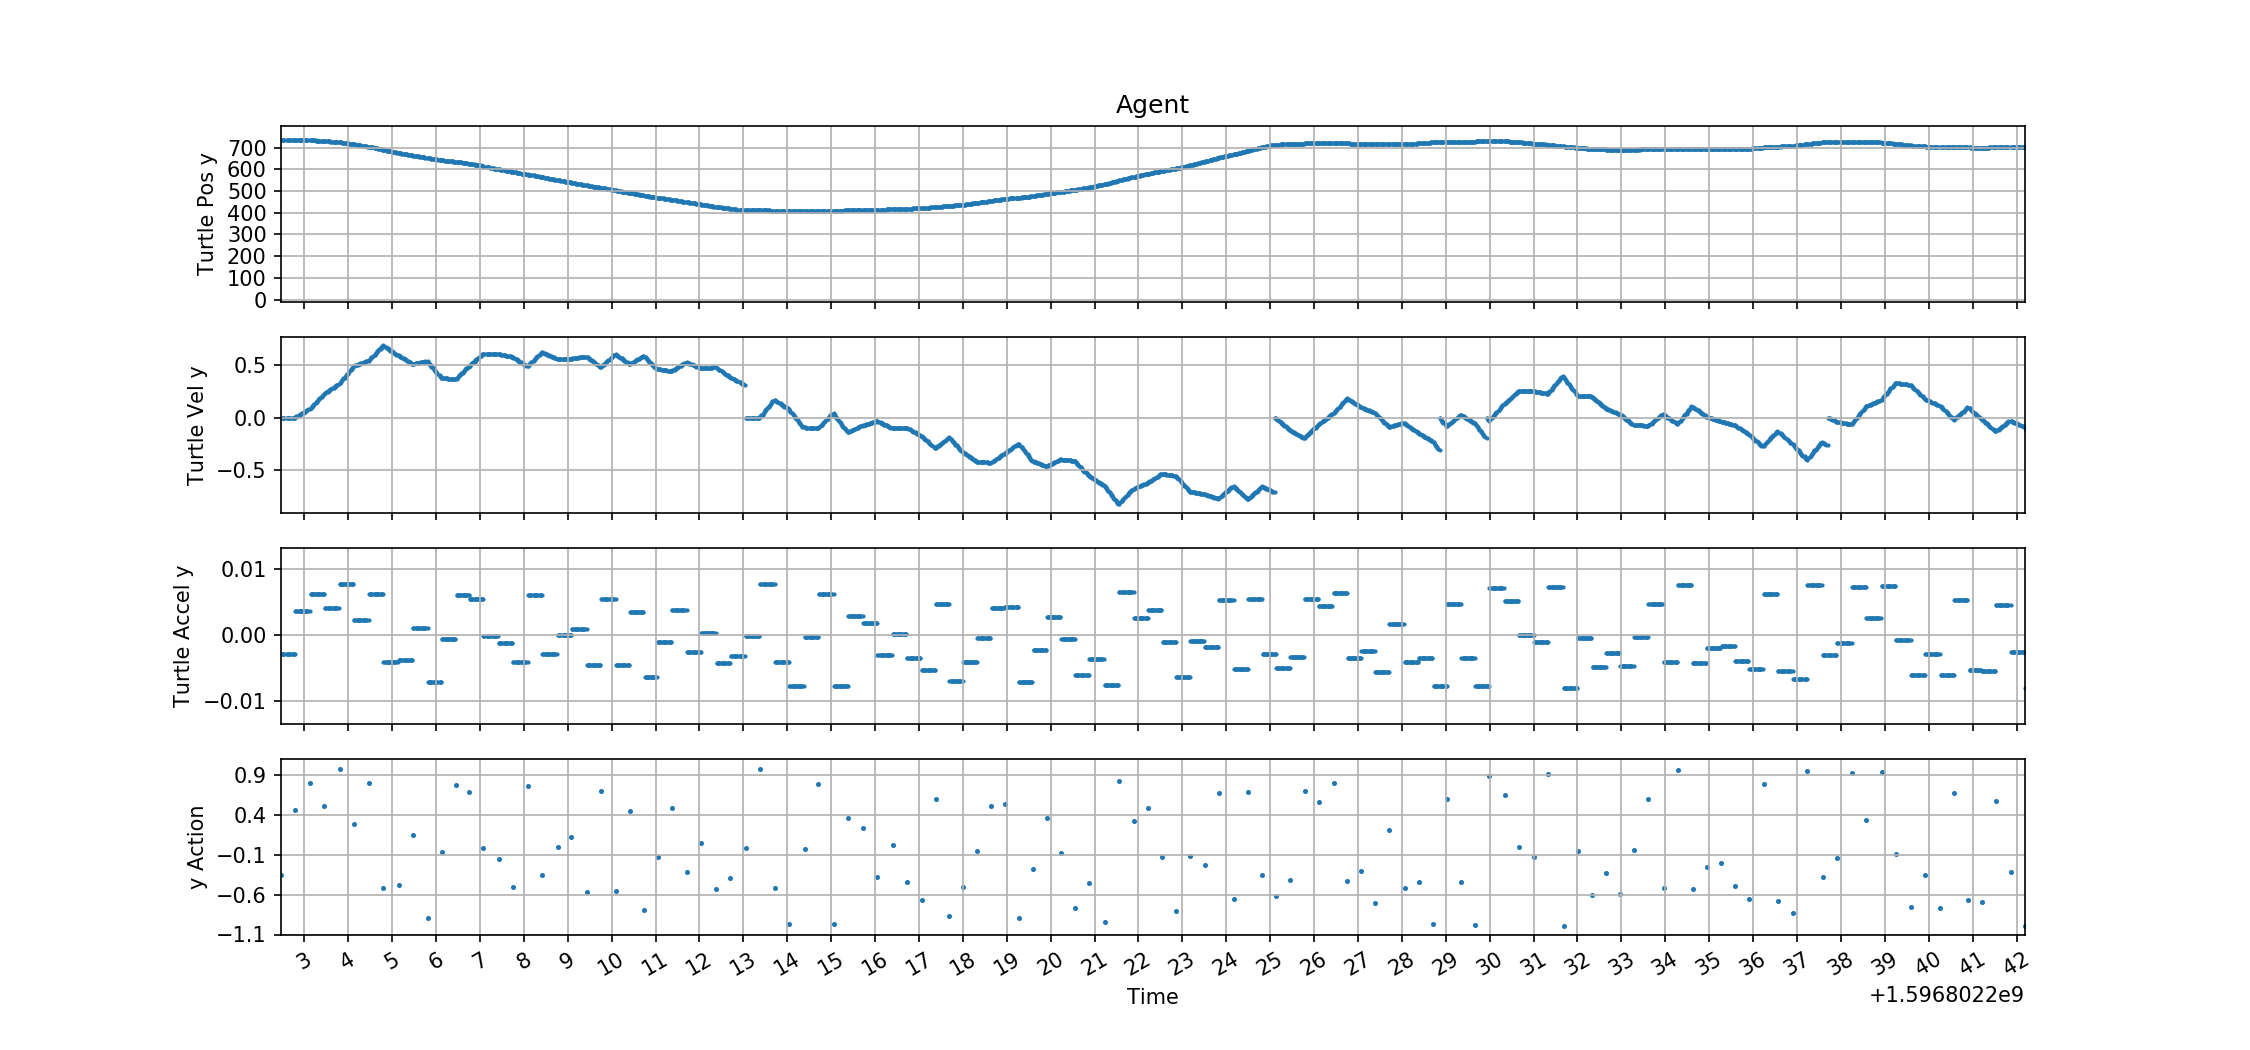 Agent
Turtle Pos y
700
600
500
400
300
200
100
0
Turtle Vel y
0.5
0.0
−0.5
Turtle Accel y
0.01
0.00
−0.01
y Action
0.9
0.4
−0.1
−0.6
−1.1
3 4 5 6 7 8 9 10 11 12 13 14 15 16 17 18 19 20 21 22 23 24 25 26 27 28 29 30 31 32 33 34 35 36 37 38 39 40 41 42
Time
+1.5968022e9